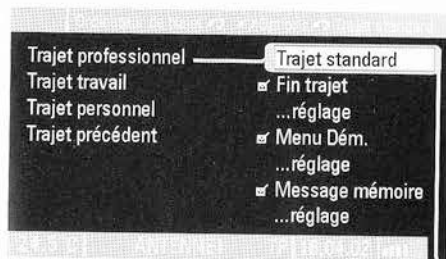 Trajet professionnel
Trajet travail
Trajet personnel
Trajet précédent
Trajet standard
Fin trajet
...réglage
Menu Dém.
...réglage
Message mémoire
...réglage
ANTENNE